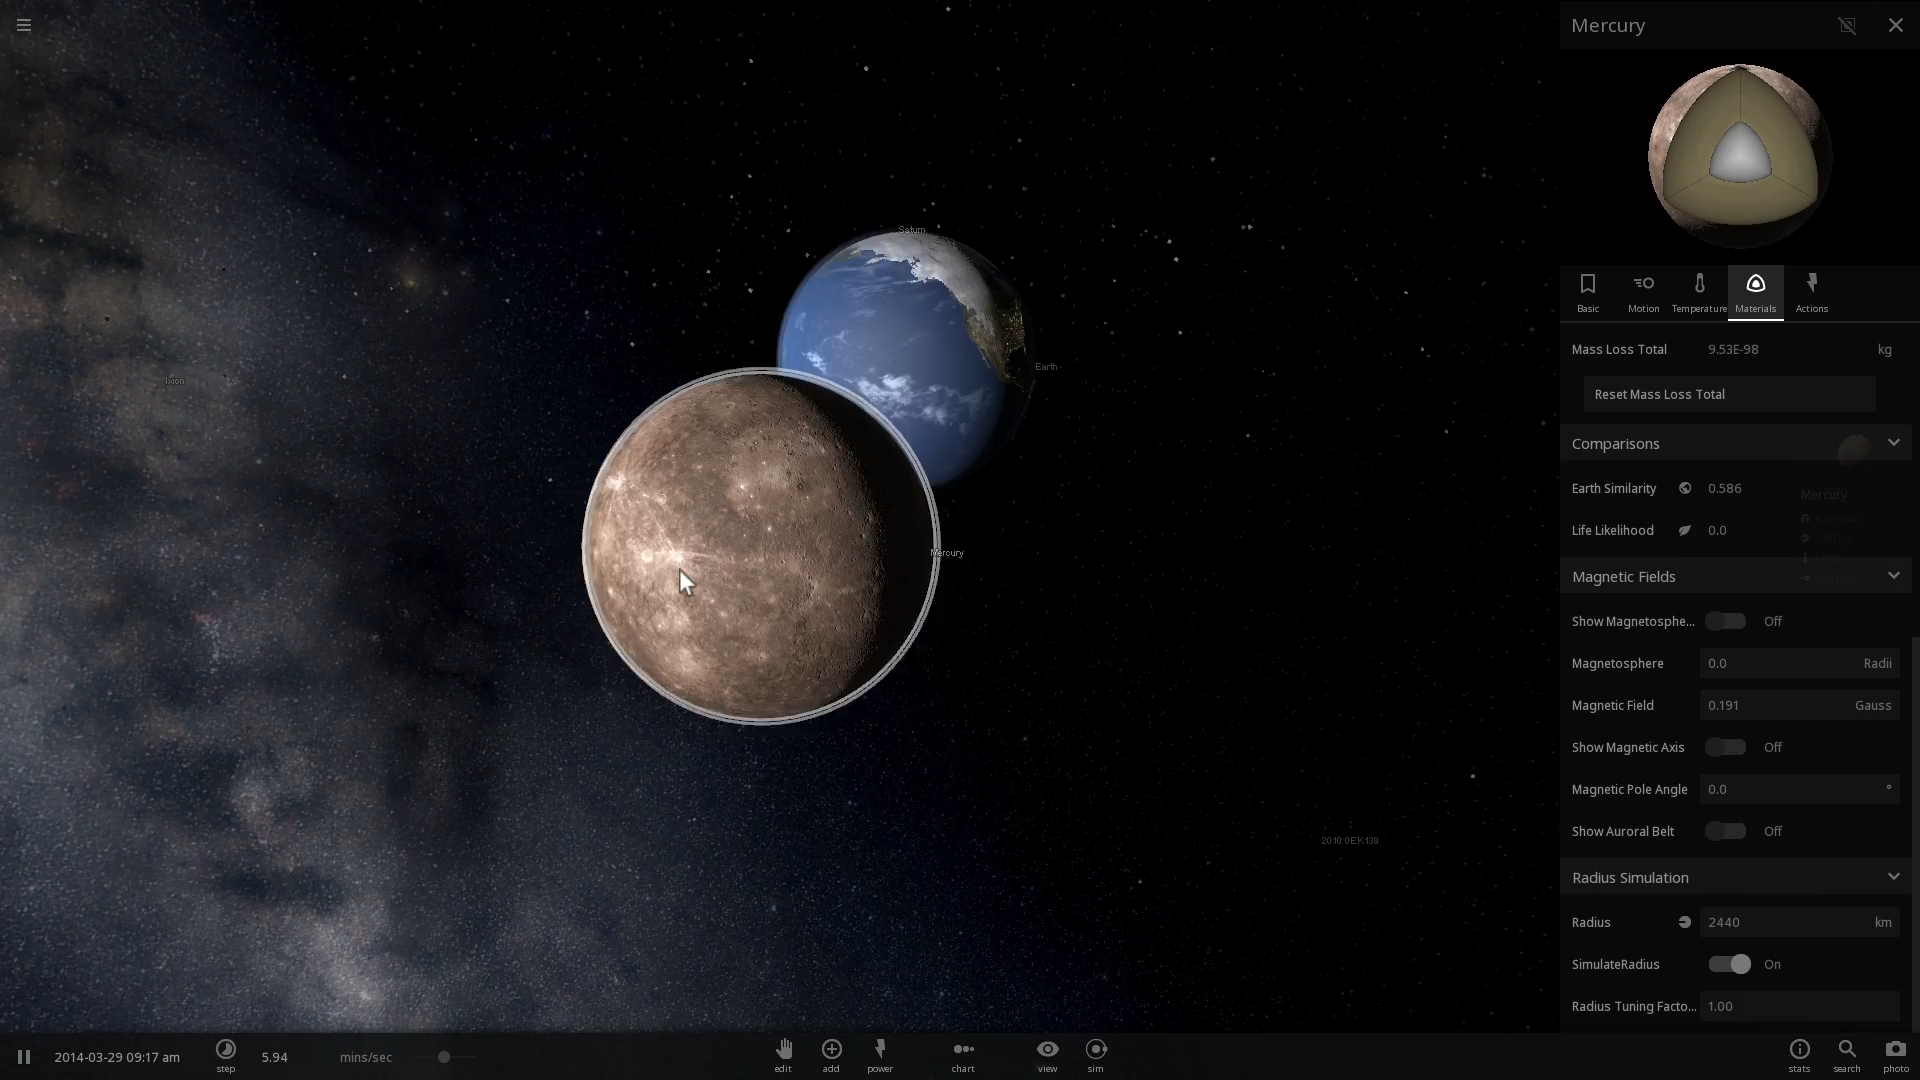 Mercury
Saturn
Earth
Ixion
Mercury
2010 0EK139
Basic
Motion
Temperature
Materials
Actions
Mass Loss Total 9.53E-98 kg
Reset Mass Loss Total
Comparisons
Earth Similarity 0.586
Mercury
Life Likelihood 0.0
Magnetic Fields
Show Magnetosphe... Off
Magnetosphere 0.0 Radii
Magnetic Field 0.191 Gauss
Show Magnetic Axis Off
Magnetic Pole Angle 0.0 °
Show Auroral Belt Off
Radius Simulation
Radius 2440 km
SimulateRadius On
Radius Tuning Facto... 1.00
2014-03-29 09:17 am
step
5.94 mins/sec
edit
add
power
chart
view
sim
stats
search
photo